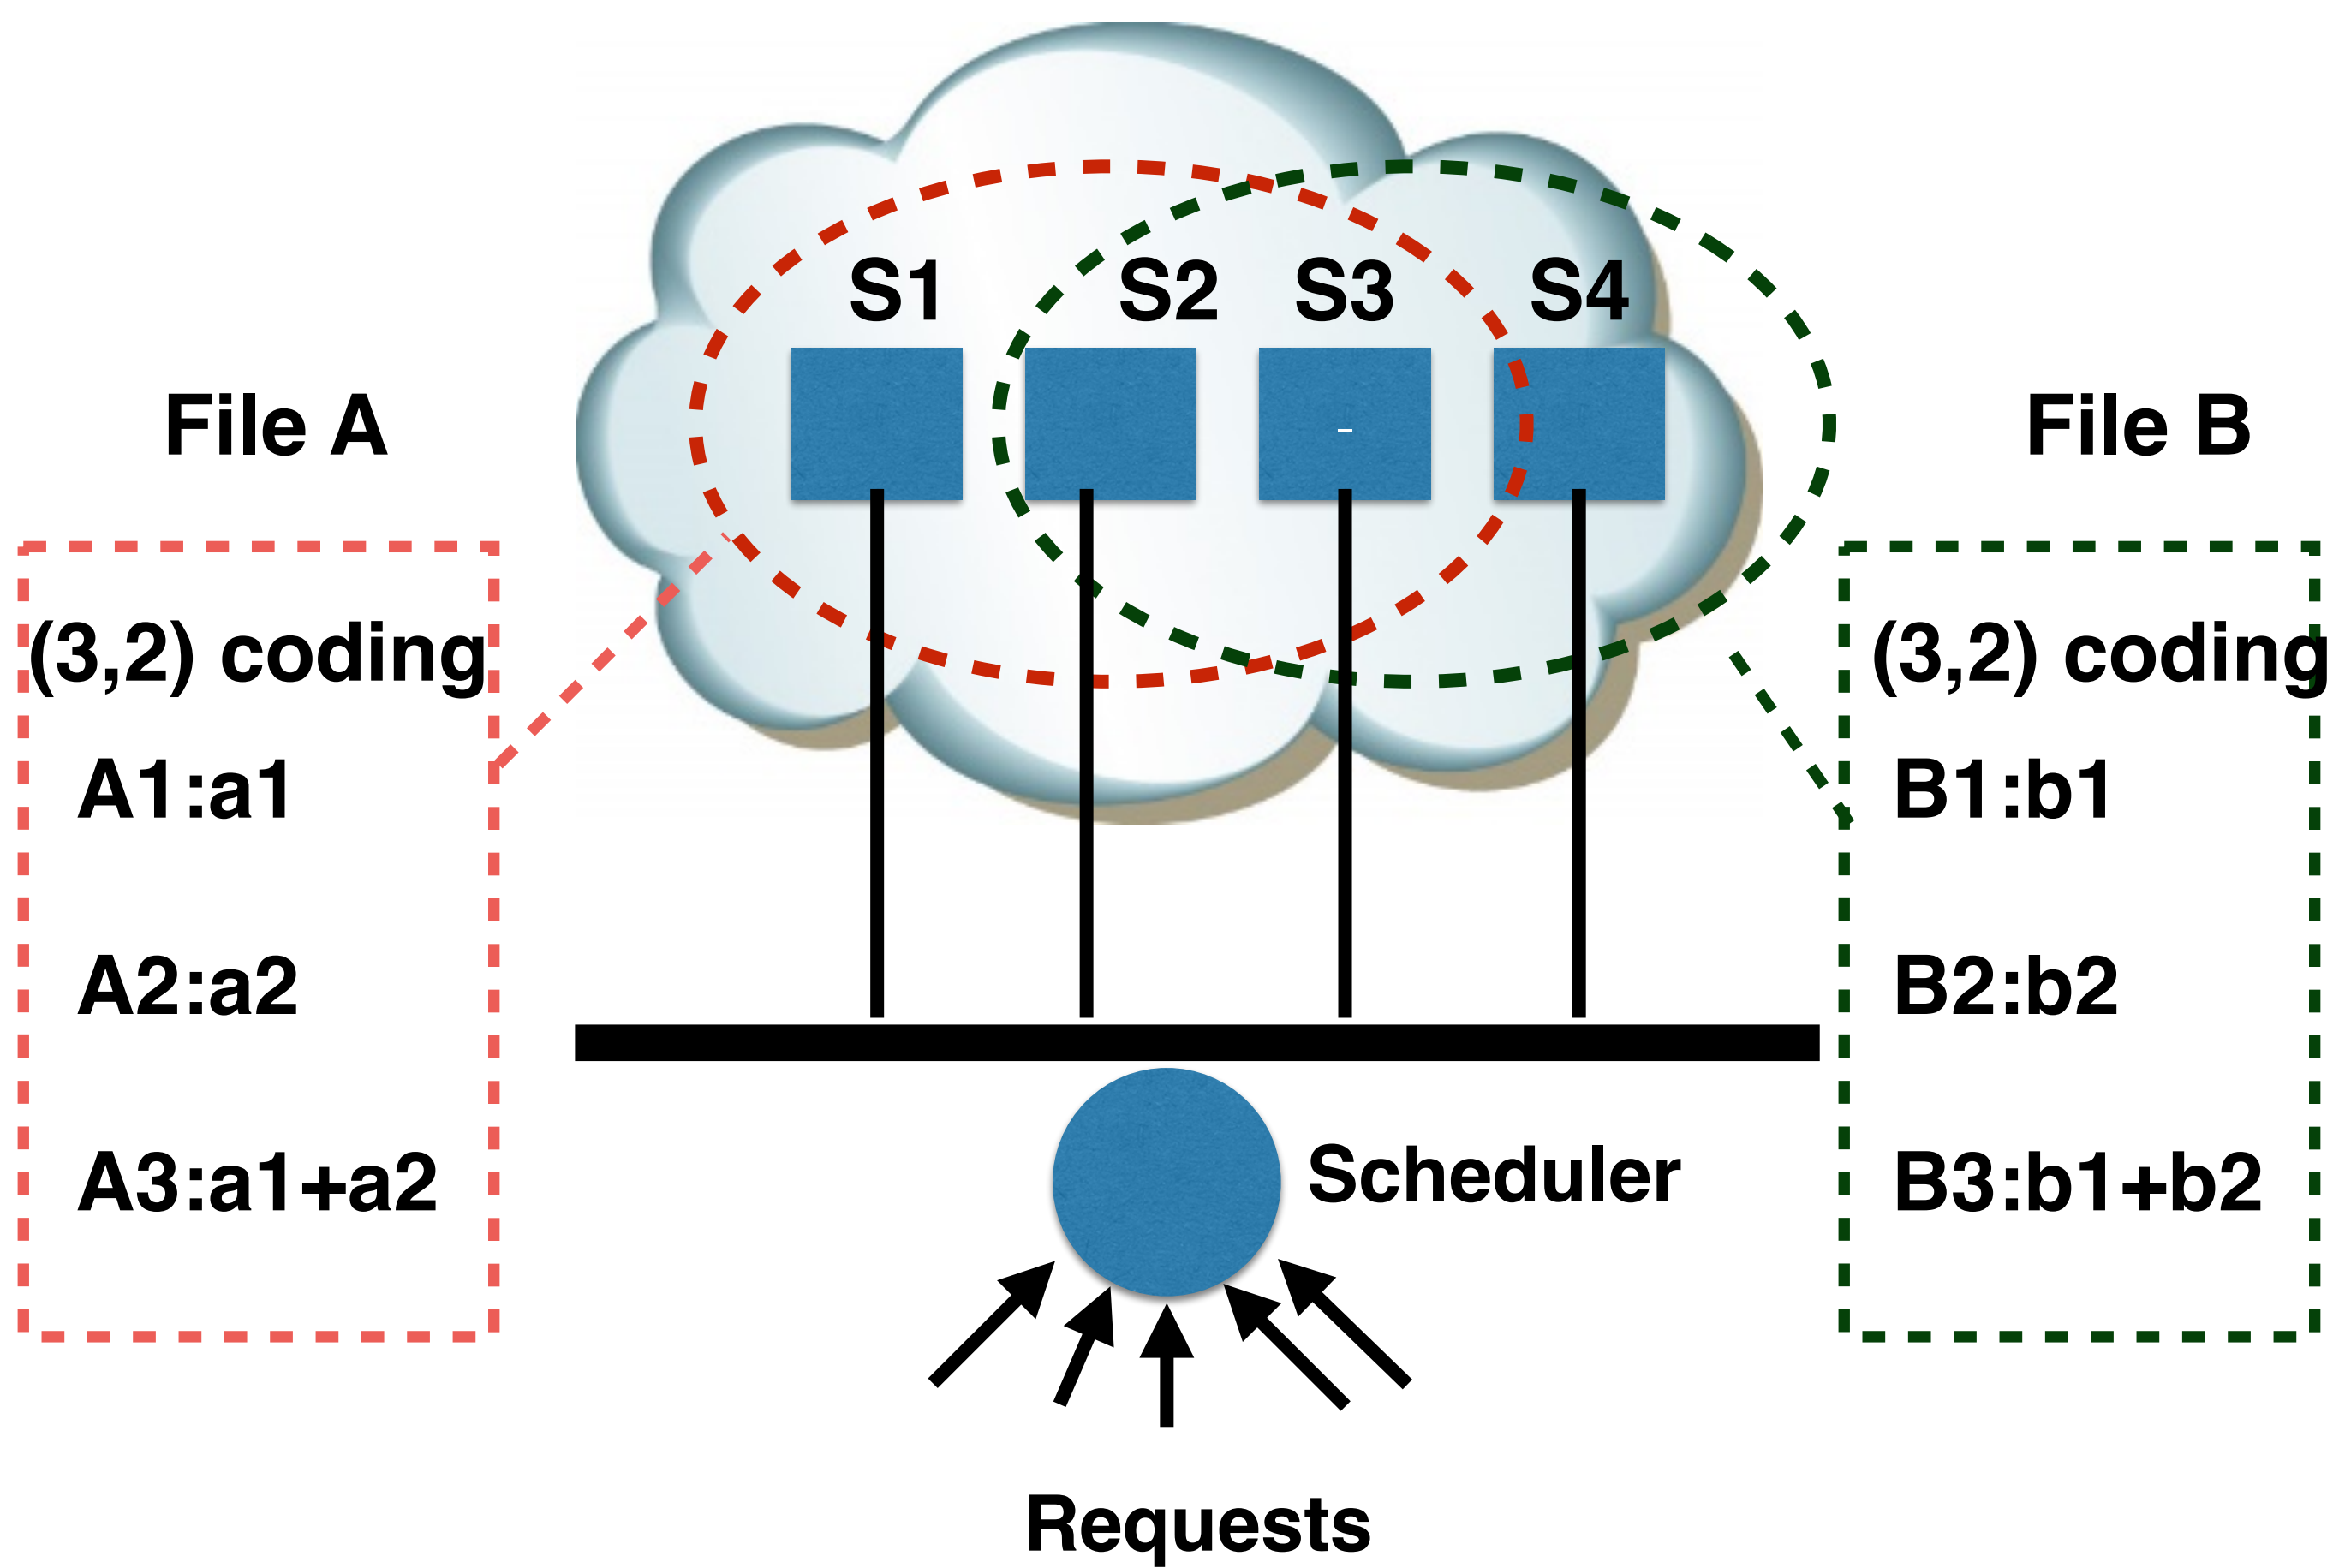 S1 S2 S3 S4
File A
File B
(3,2) coding
A1:a1
A2:a2
A3:a1+a2
(3,2) coding
B1:b1
B2:b2
B3:b1+b2
Scheduler
Requests